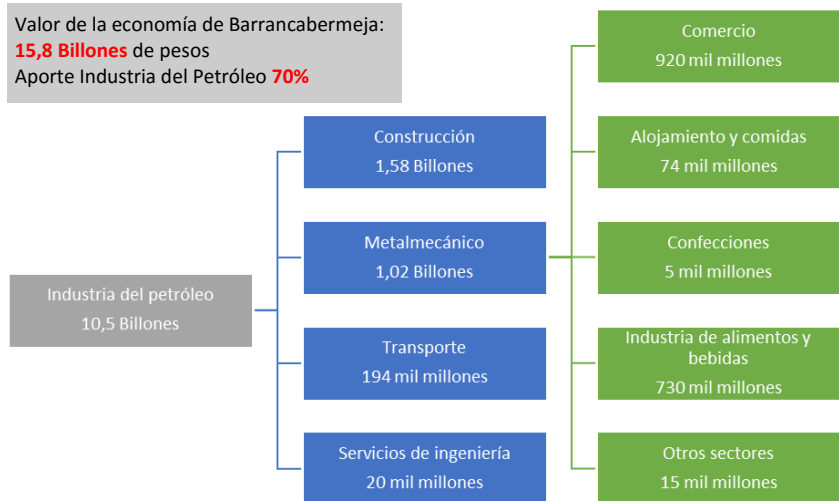 Valor de la economía de Barrancabermeja:
15,8 Billones de pesos
Aporte Industria del Petróleo 70%
Industria del petróleo
10,5 Billones
Construcción
1,58 Billones
Metalmecánico
1,02 Billones
Transporte
194 mil millones
Servicios de ingeniería
20 mil millones
Comercio
920 mil millones
Alojamiento y comidas
74 mil millones
Confecciones
5 mil millones
Industria de alimentos y
bebidas
730 mil millones
Otros sectores
15 mil millones